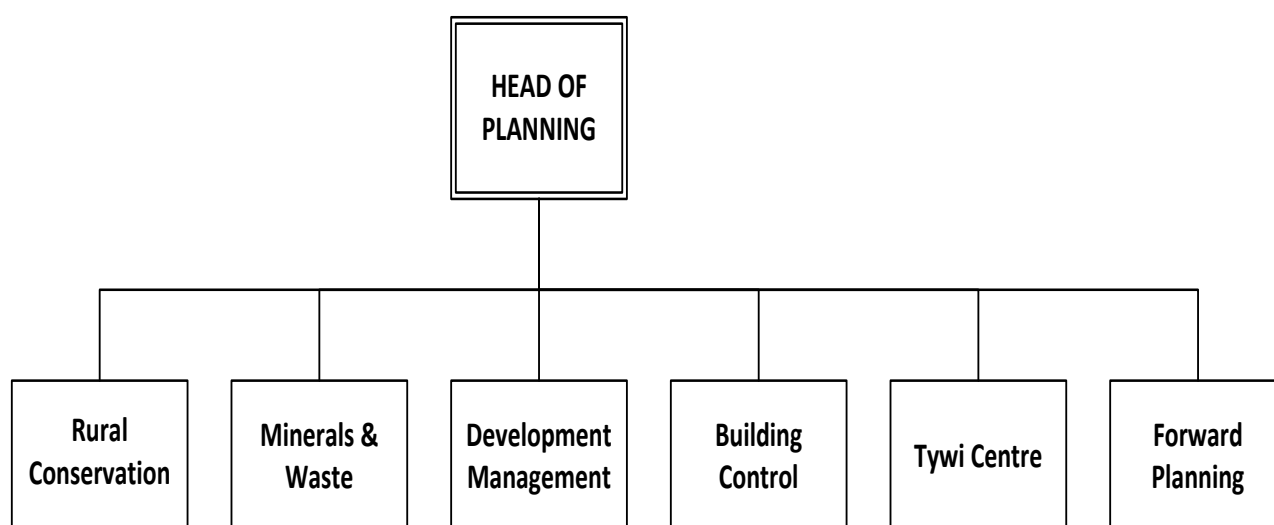 HEAD OF
PLANNING
Rural
Conservation
Minerals &
Waste
Development
Management
Building
Control
Tywi Centre
Forward
Planning